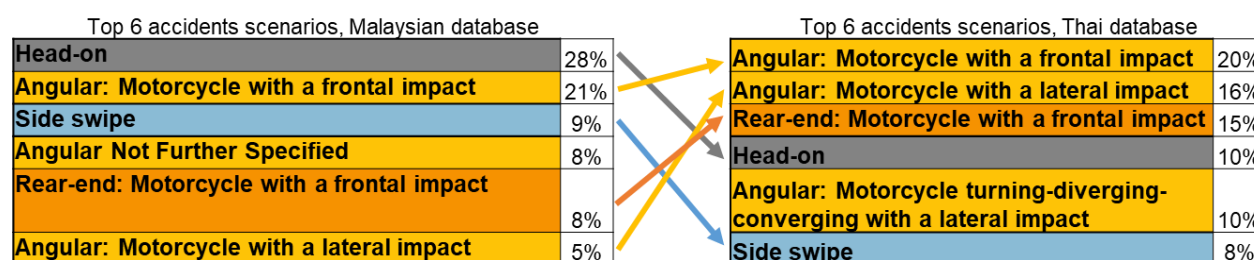 Top 6 accidents scenarios, Malaysian database
Head-on 28%
Angular: Motorcycle with a frontal impact 21%
Side swipe 9%
Angular Not Further Specified 8%
Rear-end: Motorcycle with a frontal impact 8%
Angular: Motorcycle with a lateral impact 5%
Top 6 accidents scenarios, Thai database
Angular: Motorcycle with a frontal impact 20%
Angular: Motorcycle with a lateral impact 16%
Rear-end: Motorcycle with a frontal impact 15%
Head-on 10%
Angular: Motorcycle turning-diverging-
converging with a lateral impact 10%
Side swipe 8%